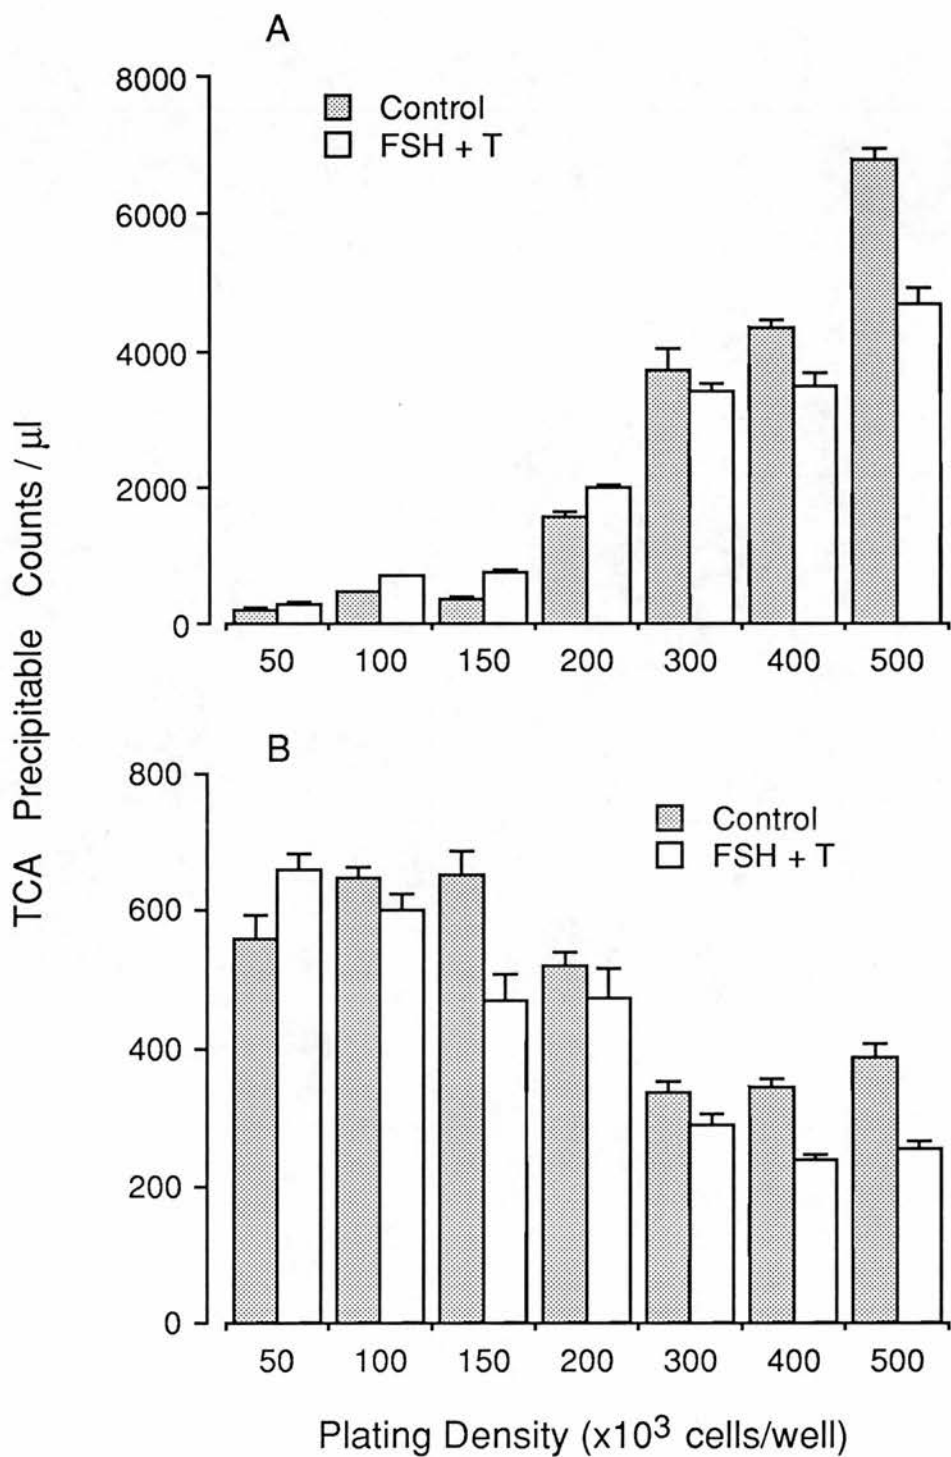 A
8000
Control
FSH + T
6000
4000
2000
0
50 100 150 200 300 400 500
TCA Precipitable Counts / µl
B
800
Control
FSH + T
600
400
200
0
50 100 150 200 300 400 500
Plating Density (x10³ cells/well)